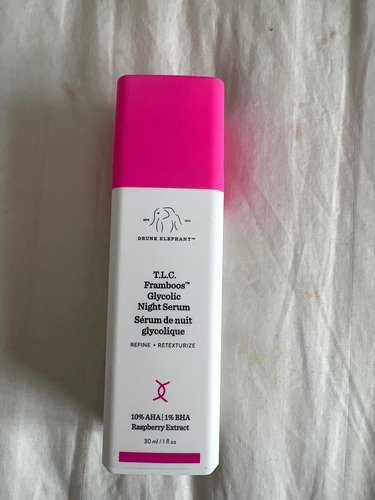 DRUNK ELEPHANT™
T.L.C.
Framboos™
Glycolic
Night Serum
Sérum de nuit
glycolique
REFINE + RETEXTURIZE
10% AHA | 1% BHA
Raspberry Extract
30 ml / 1 fl oz